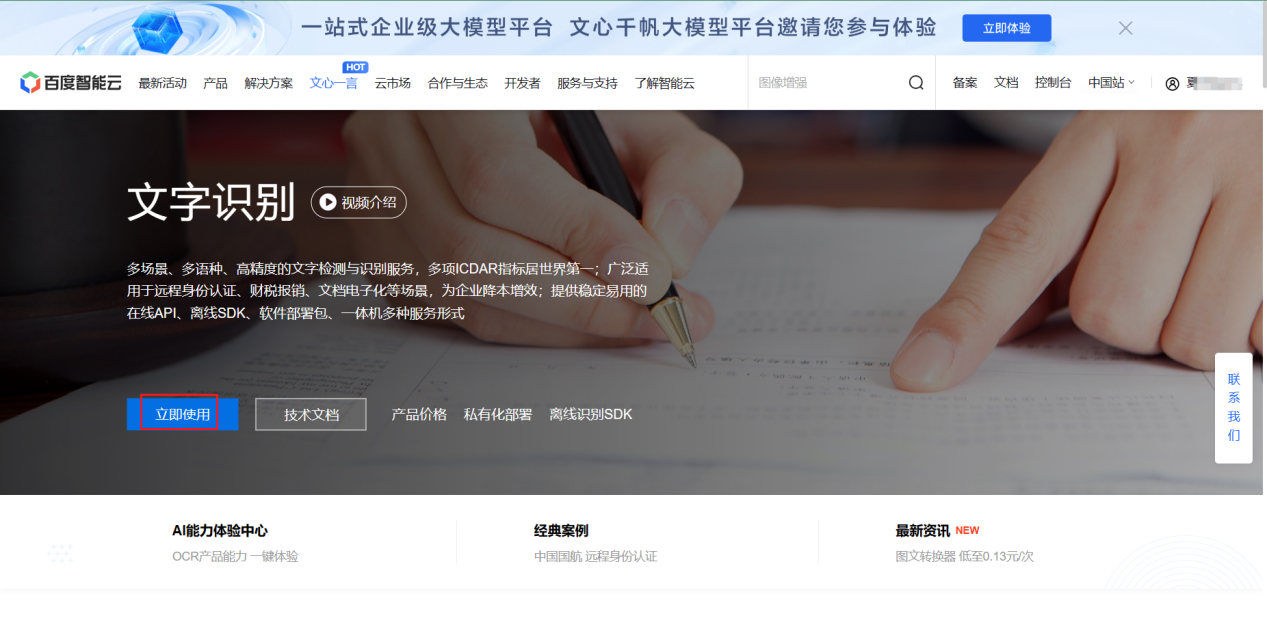 一站式企业级大模型平台 文心千帆大模型平台邀请您参与体验 立即体验
HOT
百度智能云 最新活动 产品 解决方案 文心一言 云市场 合作与生态 开发者 服务与支持 了解智能云 图像增强 备案 文档 控制台 中国站
文字识别 视频介绍
多场景、多语种、高精度的文字检测与识别服务，多项ICDAR指标居世界第一；广泛适
用于远程身份认证、财税报销、文档电子化等场景，为企业降本增效；提供稳定易用的
在线API、离线SDK、软件部署包、一体机多种服务形式
立即使用 技术文档 产品价格 私有化部署 离线识别SDK
联
系
我
们
AI能力体验中心 经典案例 最新资讯 NEW
OCR产品能力 一键体验 中国国航 远程身份认证 图文转换器 低至0.13元/次